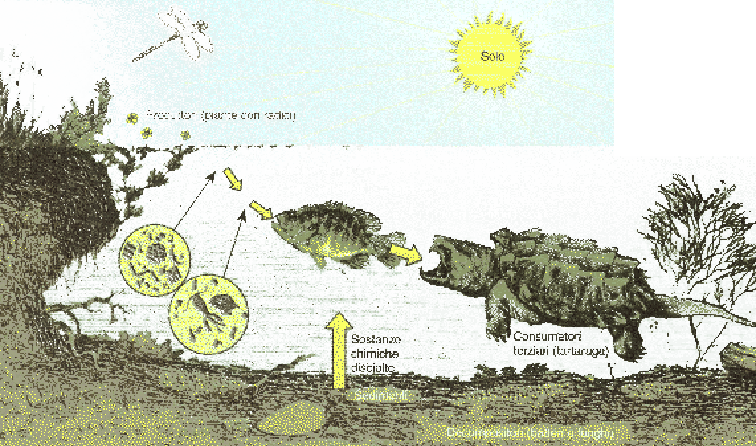 Sole
Produttori (piante con radici)
Sostanze
chimiche
disciolte
Consumatori
terziari (tartaruga)
Sedimenti
Decompositori (batteri e funghi)